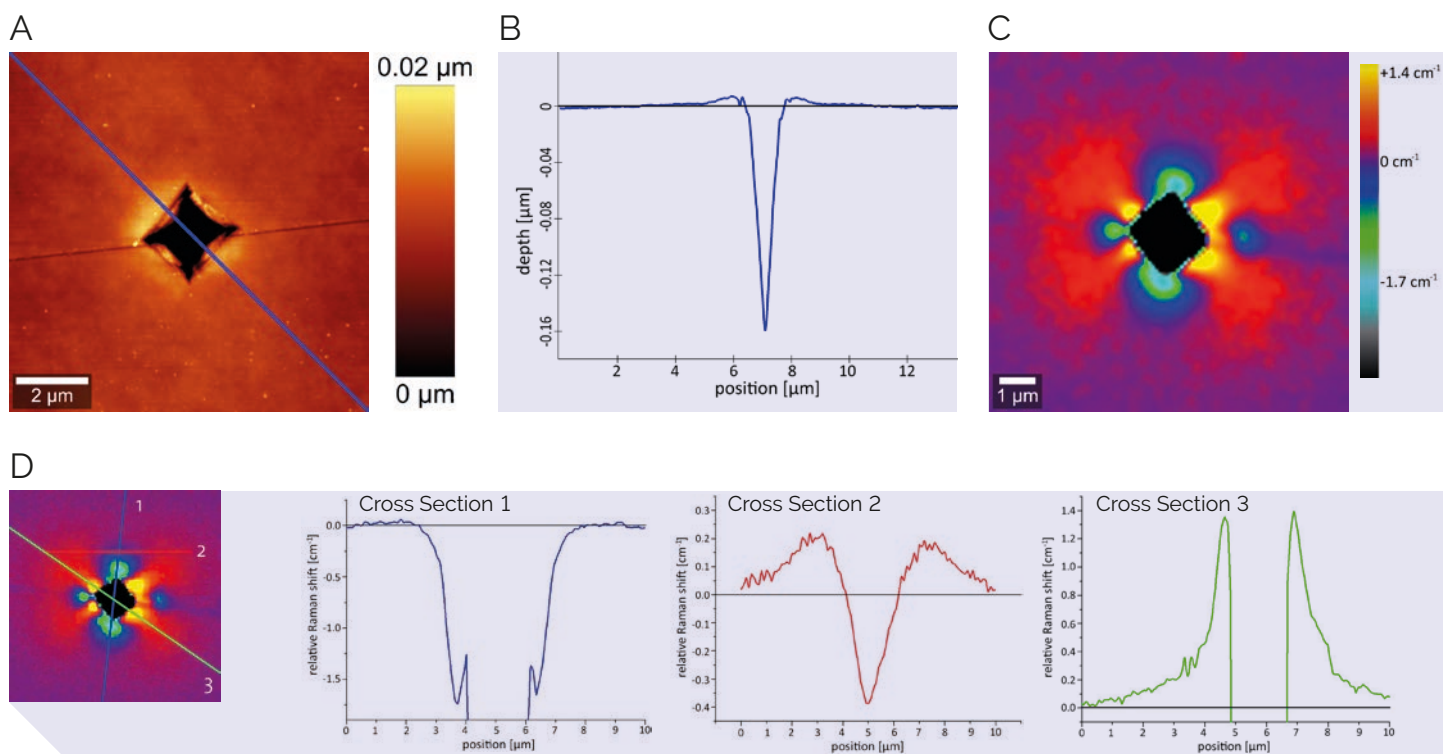 A
0.02 µm
0 µm
2 µm
B
0
-0.04
-0.08
-0.12
-0.16
depth [µm]
2 4 6 8 10 12
position [µm]
C
+1.4 cm-1
0 cm-1
-1.7 cm-1
1 µm
D
1
2
3
Cross Section 1
0.0
-0.5
-1.0
-1.5
relative Raman shift [cm-1]
0 1 2 3 4 5 6 7 8 9 10
position [µm]
Cross Section 2
0.3
0.2
0.1
0.0
-0.1
-0.2
-0.3
-0.4
relative Raman shift [cm-1]
0 1 2 3 4 5 6 7 8 9 10
position [µm]
Cross Section 3
1.4
1.2
1.0
0.8
0.6
0.4
0.2
0.0
relative Raman shift [cm-1]
0 1 2 3 4 5 6 7 8 9 10
position [µm]